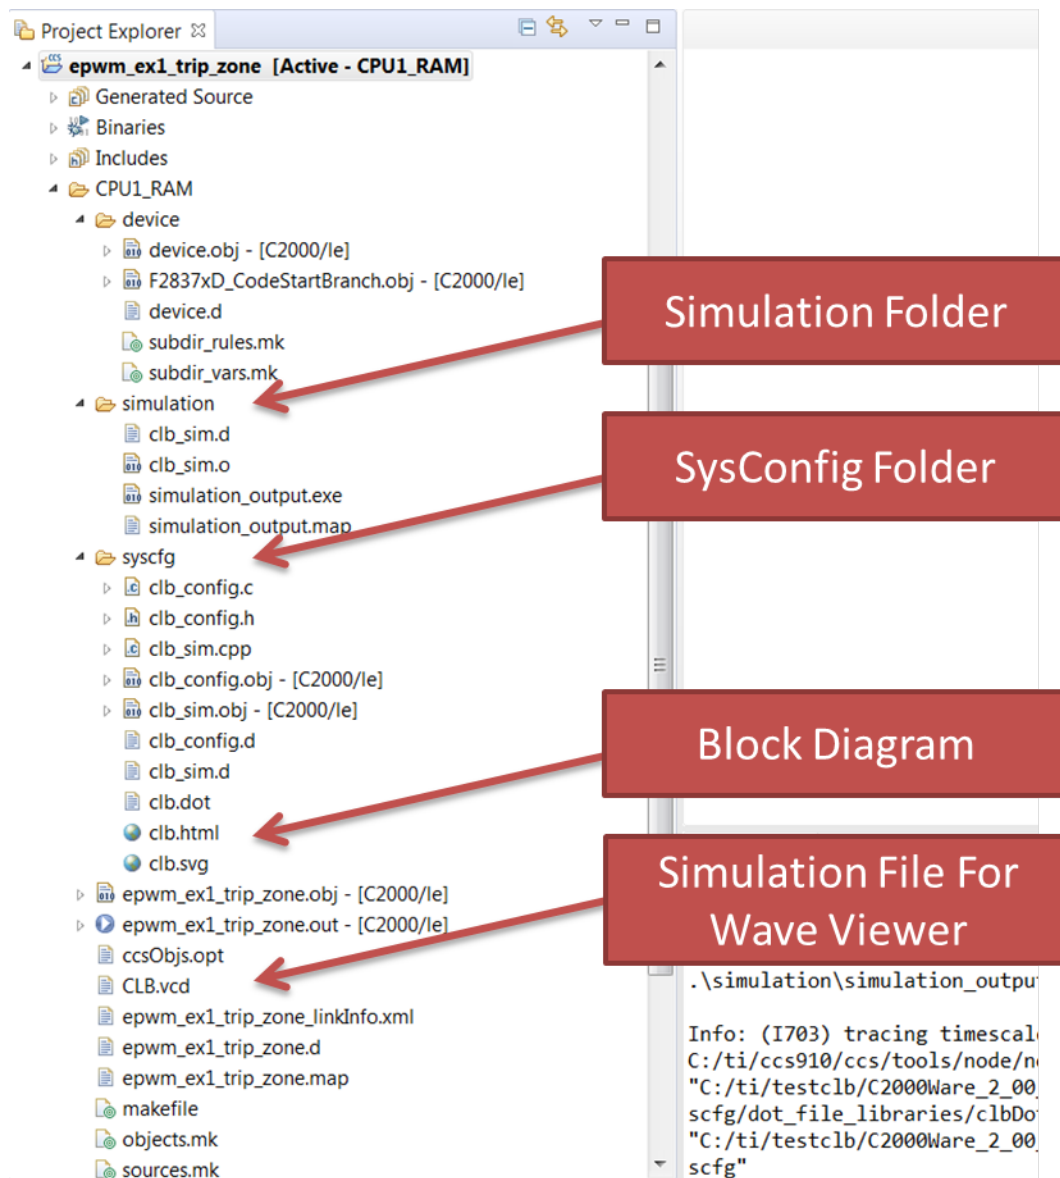 Project Explorer
epwm_ex1_trip_zone [Active - CPU1_RAM]
Generated Source
Binaries
Includes
CPU1_RAM
device
device.obj - [C2000/le]
F2837xD_CodeStartBranch.obj - [C2000/le]
device.d
subdir_rules.mk
subdir_vars.mk
simulation
clb_sim.d
clb_sim.o
simulation_output.exe
simulation_output.map
syscfg
clb_config.c
clb_config.h
clb_sim.cpp
clb_config.obj - [C2000/le]
clb_sim.obj - [C2000/le]
clb_config.d
clb_sim.d
clb.dot
clb.html
clb.svg
epwm_ex1_trip_zone.obj - [C2000/le]
epwm_ex1_trip_zone.out - [C2000/le]
ccsObjs.opt
CLB.vcd
epwm_ex1_trip_zone_linkInfo.xml
epwm_ex1_trip_zone.d
epwm_ex1_trip_zone.map
makefile
objects.mk
sources.mk
Simulation Folder
SysConfig Folder
Block Diagram
Simulation File For
Wave Viewer
.\simulation\simulation_outpu
Info: (I703) tracing timescal
C:/ti/ccs910/ccs/tools/node/n
"C:/ti/testclb/C2000Ware_2_00_
scfg/dot_file_libraries/clbDo
"C:/ti/testclb/C2000Ware_2_00_
scfg"